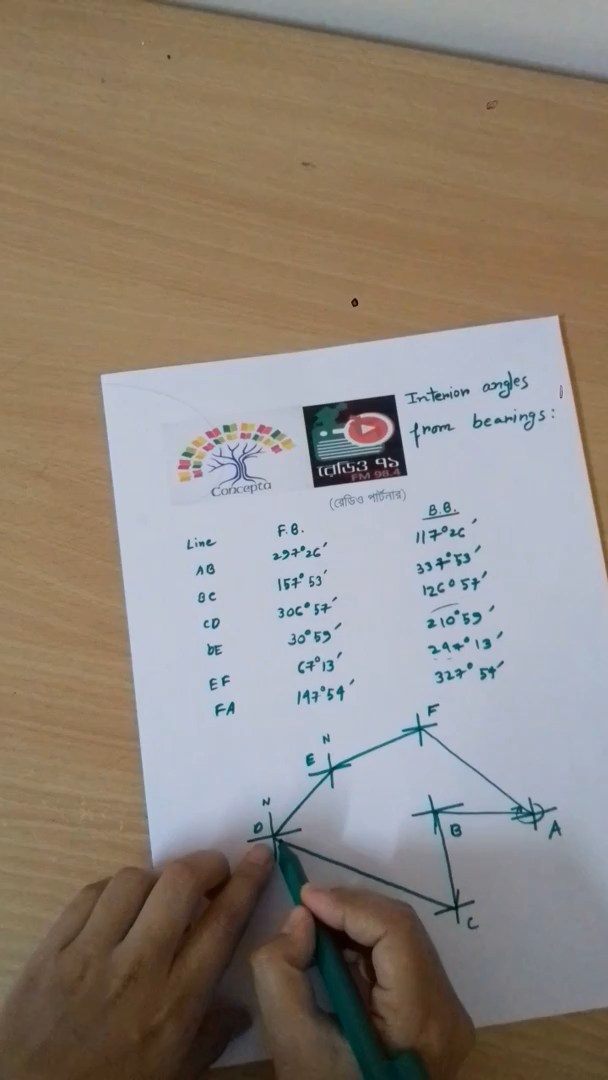 Interior angles
from bearings:
Concepta
রেডিও ৭১
FM 98.4
(রেডিও পার্টনার)
Line F.B. B.B.
AB 297°26′ 117°26′
BC 157°53′ 337°53′
CD 306°57′ 126°57′
DE 30°59′ 210°59′
EF 67°13′ 247°13′
FA 147°54′ 327°54′
F
N
E
N
D
B
A
C